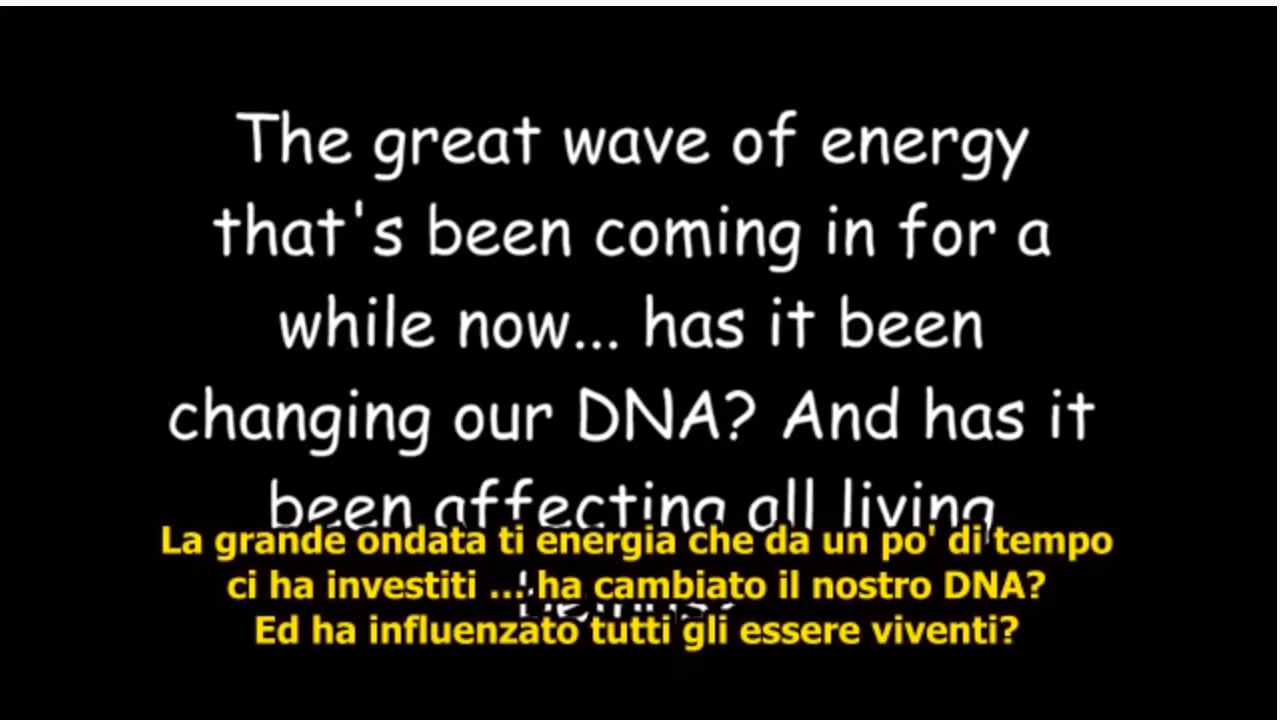 The great wave of energy
that's been coming in for a
while now... has it been
changing our DNA? And has it
been affecting all living
La grande ondata ti energia che da un po' di tempo
ci ha investiti ... ha cambiato il nostro DNA?
Ed ha influenzato tutti gli essere viventi?